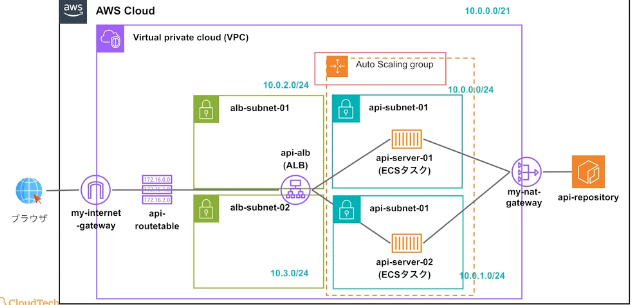 aws
AWS Cloud
10.0.0.0/21
Virtual private cloud (VPC)
Auto Scaling group
10.0.2.0/24
10.0.0.0/24
alb-subnet-01
api-subnet-01
api-alb
(ALB)
api-server-01
(ECSタスク)
172.16.0.0
172.16.1.0
172.16.2.0
ブラウザ
my-internet
-gateway
api-
routetable
alb-subnet-02
api-subnet-01
my-nat-
gateway
api-repository
api-server-02
(ECSタスク)
10.3.0/24
10.0.1.0/24
CloudTech